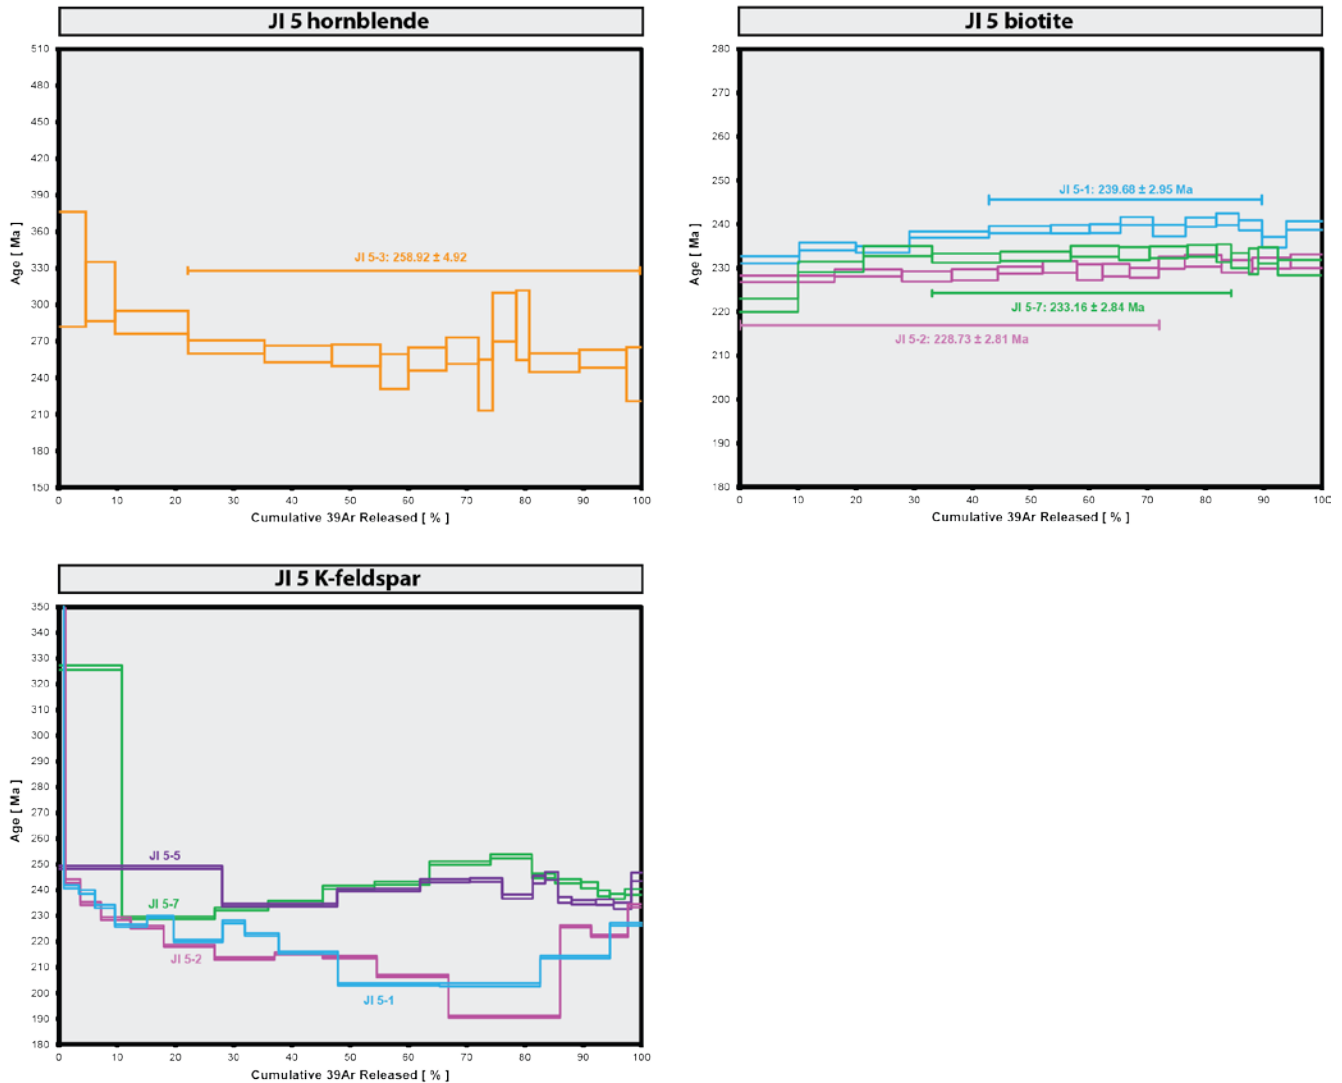 JI 5 hornblende
510
480
450
420
390
360
330
300
270
240
210
180
150
Age [ Ma ]
JI 5-3: 258.92 ± 4.92
0 10 20 30 40 50 60 70 80 90 100
Cumulative 39Ar Released [ % ]
JI 5 biotite
280
270
260
250
240
230
220
210
200
190
180
Age [ Ma ]
JI 5-1: 239.68 ± 2.95 Ma
JI 5-7: 233.16 ± 2.84 Ma
JI 5-2: 228.73 ± 2.81 Ma
0 10 20 30 40 50 60 70 80 90 100
Cumulative 39Ar Released [ % ]
JI 5 K-feldspar
350
340
330
320
310
300
290
280
270
260
250
240
230
220
210
200
190
180
Age [ Ma ]
JI 5-5
JI 5-7
JI 5-2
JI 5-1
0 10 20 30 40 50 60 70 80 90 100
Cumulative 39Ar Released [ % ]